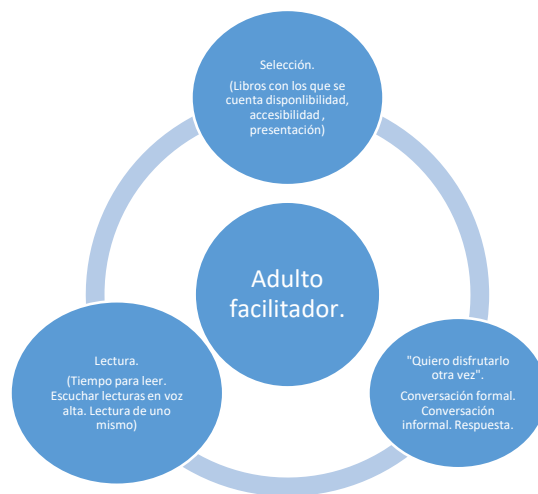 Selección.
(Libros con los que se
cuenta disponlibilidad,
accesibilidad ,
presentación)
Adulto
facilitador.
Lectura.
(Tiempo para leer.
Escuchar lecturas en voz
alta. Lectura de uno
mismo)
"Quiero disfrutarlo
otra vez".
Conversación formal.
Conversación
informal. Respuesta.